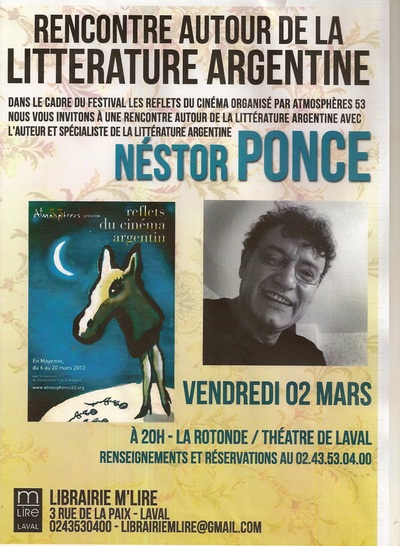 RENCONTRE AUTOUR DE LA
LITTERATURE ARGENTINE
DANS LE CADRE DU FESTIVAL LES REFLETS DU CINÉMA ORGANISÉ PAR ATMOSPHÈRES 53
NOUS VOUS INVITONS À UNE RENCONTRE AUTOUR DE LA LITTÉRATURE ARGENTINE AVEC
L'AUTEUR ET SPÉCIALISTE DE LA LITTÉRATURE ARGENTINE
NÉSTOR PONCE
Atmosphères présente
reflets
du cinéma
argentin
En Mayenne,
du 6 au 20 mars 2012
www.atmospheres53.org
VENDREDI 02 MARS
À 20H - LA ROTONDE / THÉATRE DE LAVAL
RENSEIGNEMENTS ET RÉSERVATIONS AU 02.43.53.04.00
M
LIRE
LAVAL
LIBRAIRIE M'LIRE
3 RUE DE LA PAIX - LAVAL
0243530400 - LIBRAIRIEMLIRE@GMAIL.COM